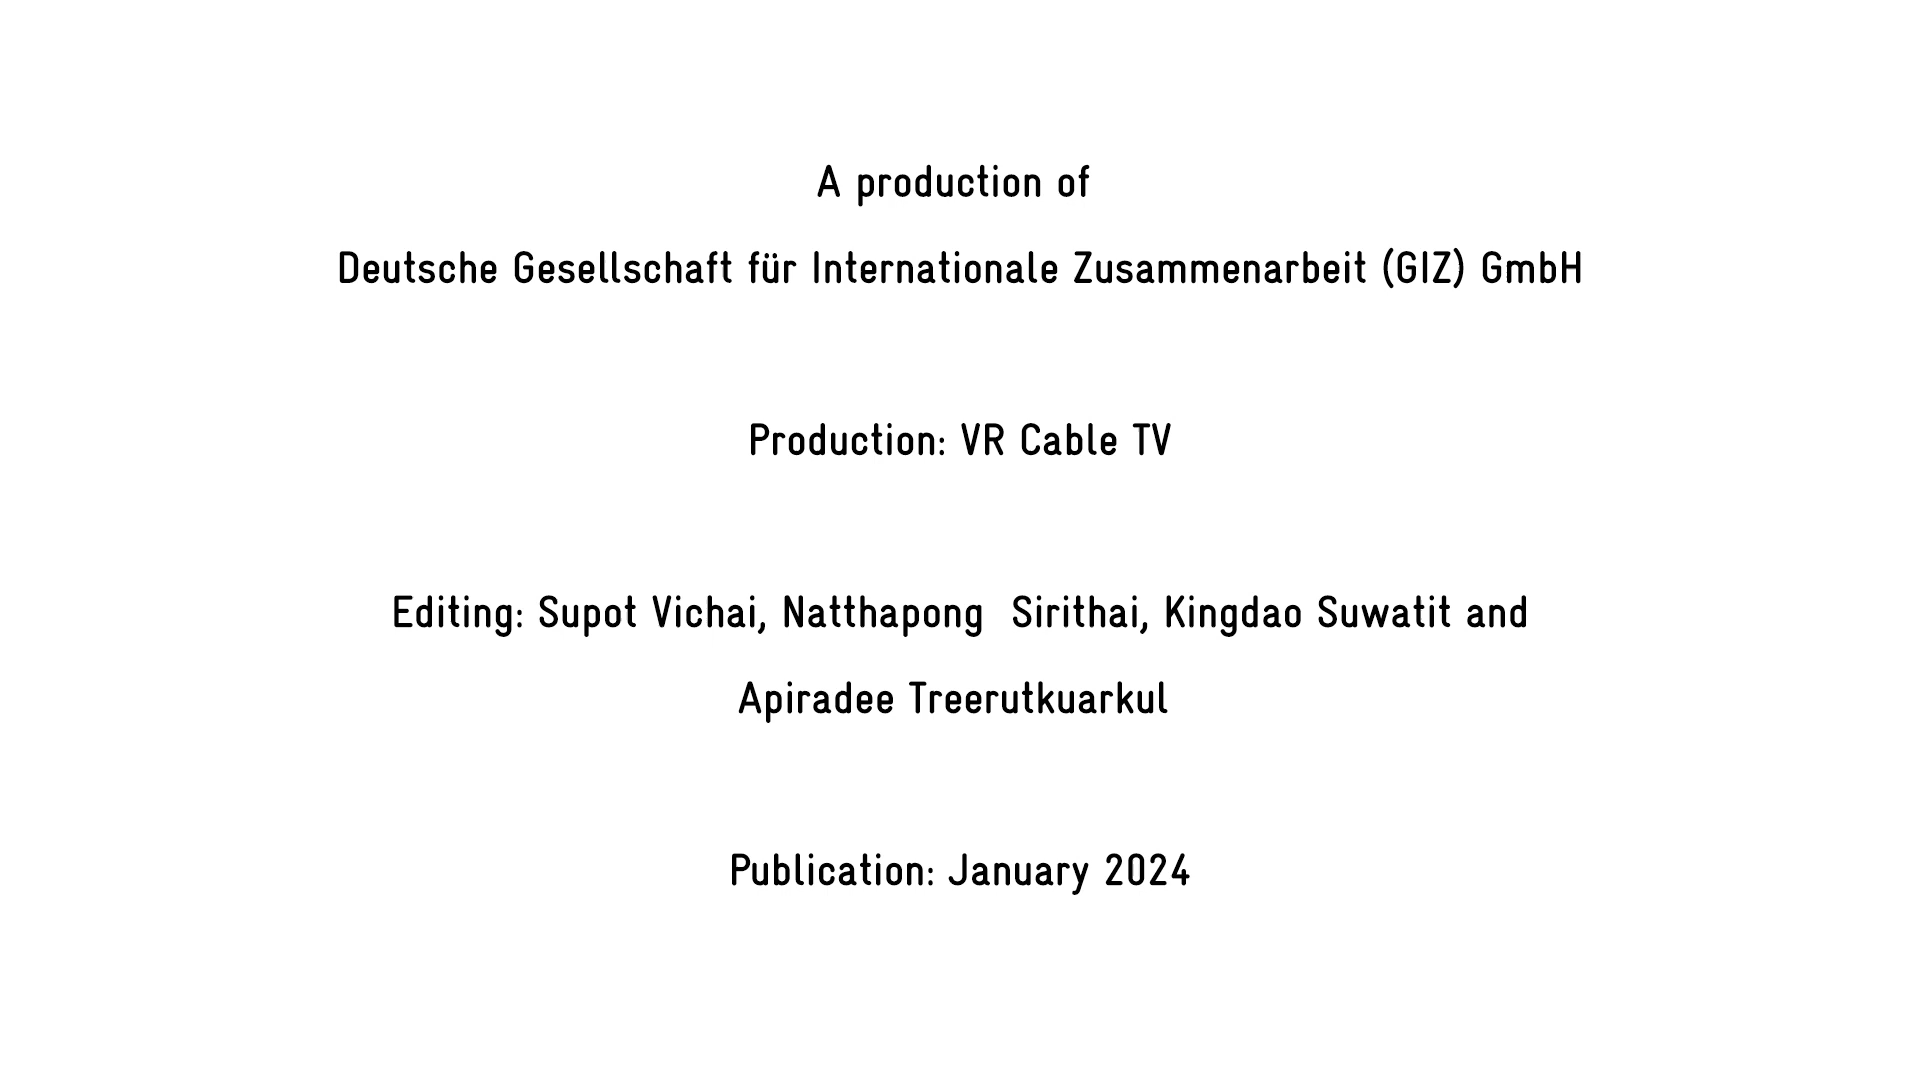 A production of
Deutsche Gesellschaft für Internationale Zusammenarbeit (GIZ) GmbH
Production: VR Cable TV
Editing: Supot Vichai, Natthapong  Sirithai, Kingdao Suwatit and
Apiradee Treerutkuarkul
Publication: January 2024